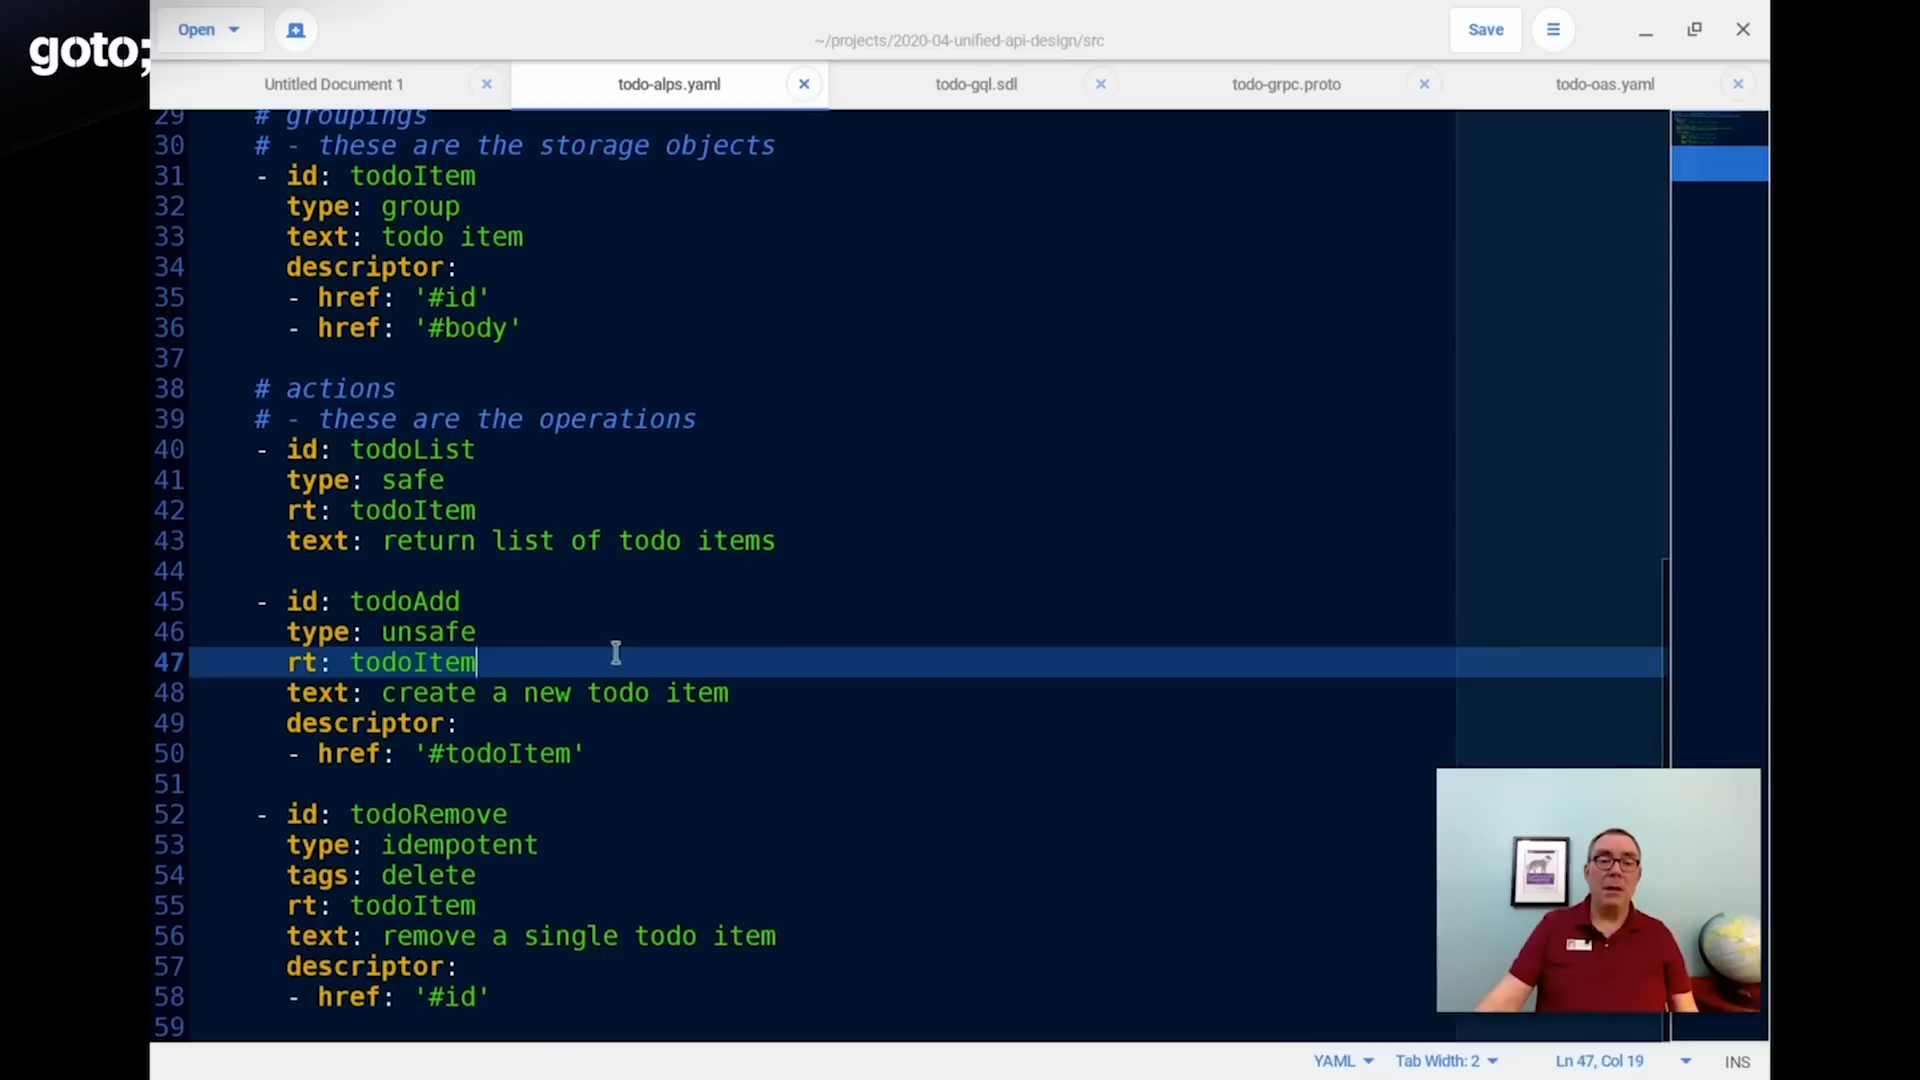 goto;
Open
~/projects/2020-04-unified-api-design/src
Save
Untitled Document 1
todo-alps.yaml
todo-gql.sdl
todo-grpc.proto
todo-oas.yaml
29 # groupings
30 # - these are the storage objects
31 - id: todoItem
32 type: group
33 text: todo item
34 descriptor:
35 - href: '#id'
36 - href: '#body'
37
38 # actions
39 # - these are the operations
40 - id: todoList
41 type: safe
42 rt: todoItem
43 text: return list of todo items
44
45 - id: todoAdd
46 type: unsafe
47 rt: todoItem
48 text: create a new todo item
49 descriptor:
50 - href: '#todoItem'
51
52 - id: todoRemove
53 type: idempotent
54 tags: delete
55 rt: todoItem
56 text: remove a single todo item
57 descriptor:
58 - href: '#id'
59
YAML
Tab Width: 2
Ln 47, Col 19
INS